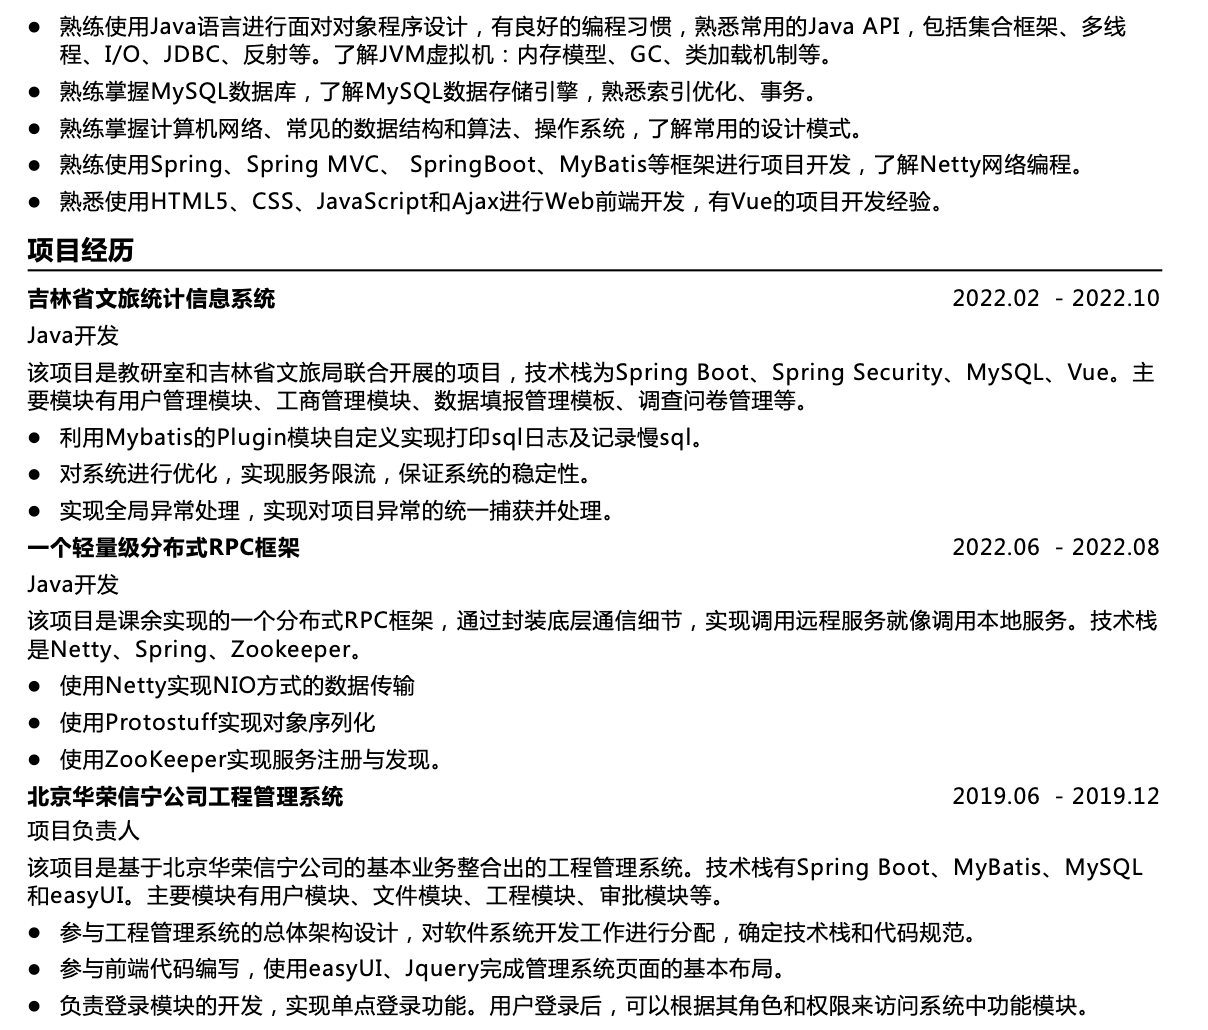 ● 熟练使用Java语言进行面对对象程序设计，有良好的编程习惯，熟悉常用的Java API，包括集合框架、多线
程、I/O、JDBC、反射等。了解JVM虚拟机：内存模型、GC、类加载机制等。
● 熟练掌握MySQL数据库，了解MySQL数据存储引擎，熟悉索引优化、事务。
● 熟练掌握计算机网络、常见的数据结构和算法、操作系统，了解常用的设计模式。
● 熟练使用Spring、Spring MVC、 SpringBoot、MyBatis等框架进行项目开发，了解Netty网络编程。
● 熟悉使用HTML5、CSS、JavaScript和Ajax进行Web前端开发，有Vue的项目开发经验。
项目经历
吉林省文旅统计信息系统 2022.02 - 2022.10
Java开发
该项目是教研室和吉林省文旅局联合开展的项目，技术栈为Spring Boot、Spring Security、MySQL、Vue。主
要模块有用户管理模块、工商管理模块、数据填报管理模板、调查问卷管理等。
● 利用Mybatis的Plugin模块自定义实现打印sql日志及记录慢sql。
● 对系统进行优化，实现服务限流，保证系统的稳定性。
● 实现全局异常处理，实现对项目异常的统一捕获并处理。
一个轻量级分布式RPC框架 2022.06 - 2022.08
Java开发
该项目是课余实现的一个分布式RPC框架，通过封装底层通信细节，实现调用远程服务就像调用本地服务。技术栈
是Netty、Spring、Zookeeper。
● 使用Netty实现NIO方式的数据传输
● 使用Protostuff实现对象序列化
● 使用ZooKeeper实现服务注册与发现。
北京华荣信宁公司工程管理系统 2019.06 - 2019.12
项目负责人
该项目是基于北京华荣信宁公司的基本业务整合出的工程管理系统。技术栈有Spring Boot、MyBatis、MySQL
和easyUI。主要模块有用户模块、文件模块、工程模块、审批模块等。
● 参与工程管理系统的总体架构设计，对软件系统开发工作进行分配，确定技术栈和代码规范。
● 参与前端代码编写，使用easyUI、Jquery完成管理系统页面的基本布局。
● 负责登录模块的开发，实现单点登录功能。用户登录后，可以根据其角色和权限来访问系统中功能模块。